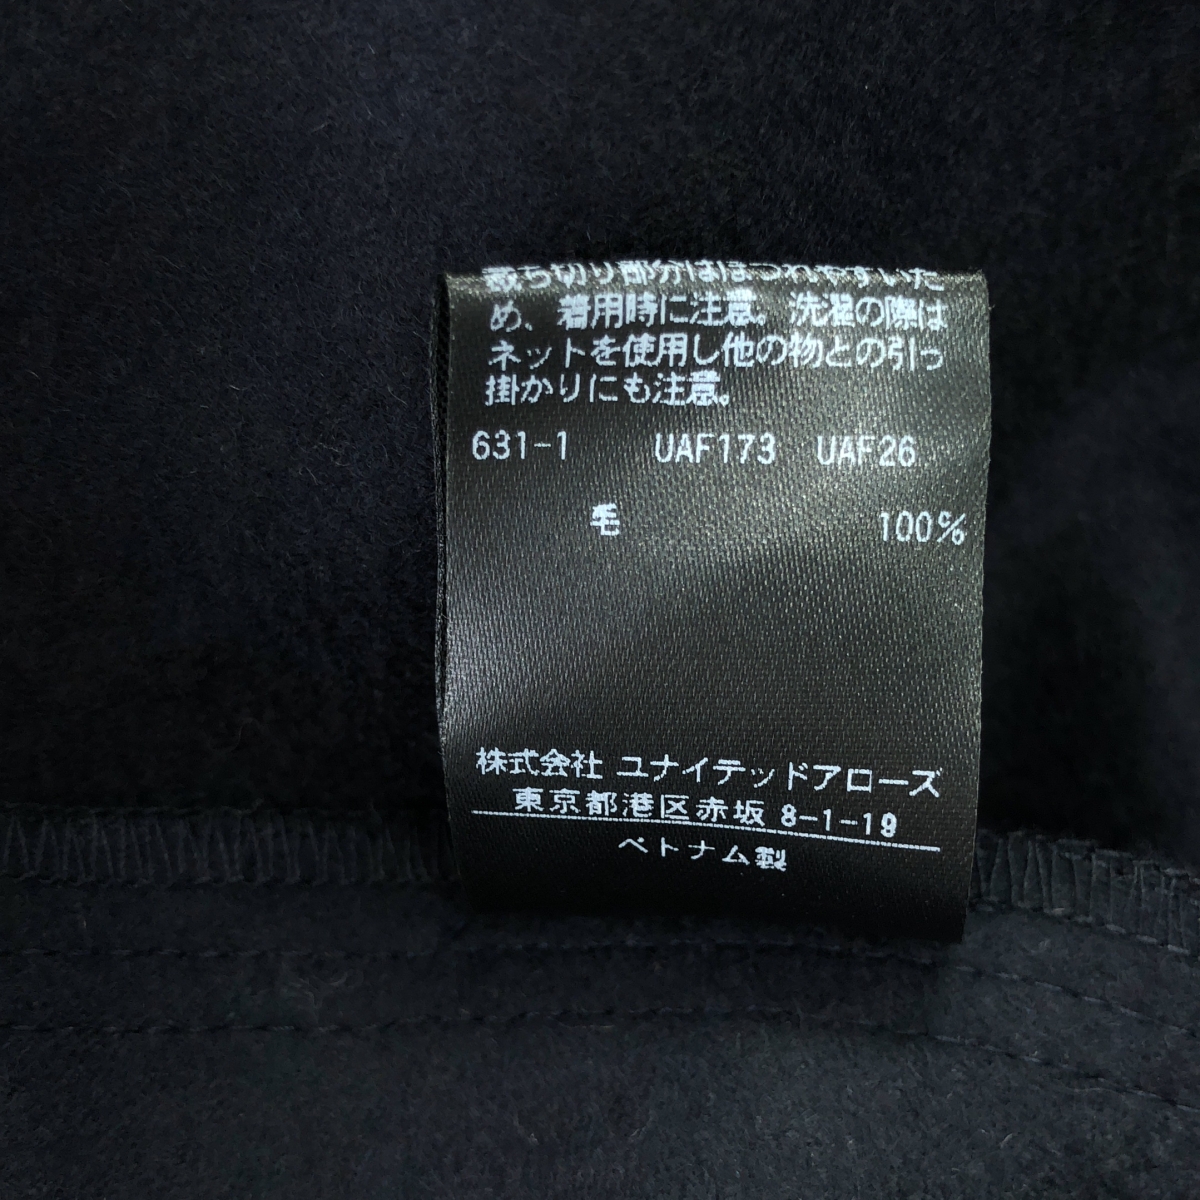 裁ち切り部分はほつれやすいた
め、着用時に注意。洗濯の際は
ネットを使用し他の物との引っ
掛かりにも注意。
631-1 UAF173 UAF26
毛 100%
株式会社 ユナイテッドアローズ
東京都港区赤坂 8-1-19
ベトナム製